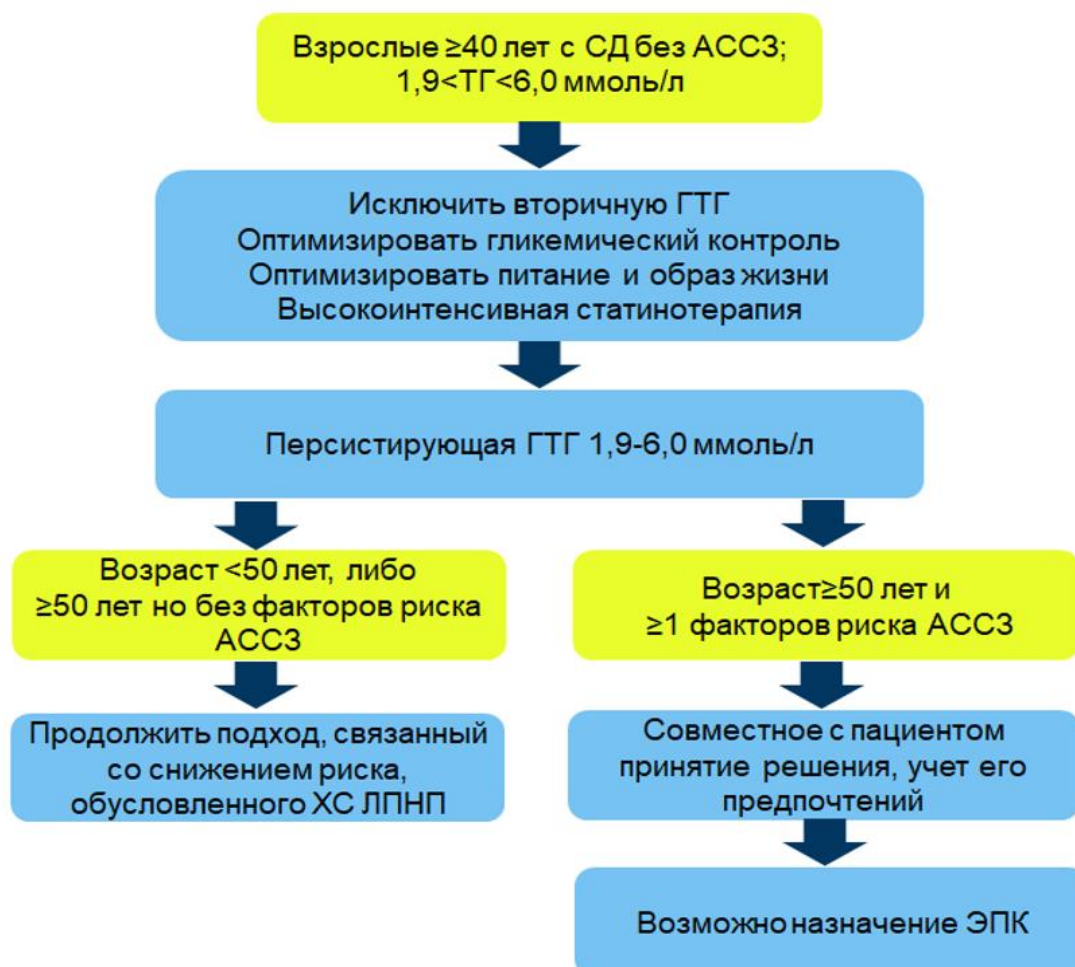 Взрослые ≥40 лет с СД без АССЗ;
1,9<ТГ<6,0 ммоль/л
Исключить вторичную ГТГ
Оптимизировать гликемический контроль
Оптимизировать питание и образ жизни
Высокоинтенсивная статинотерапия
Персистирующая ГТГ 1,9-6,0 ммоль/л
Возраст <50 лет, либо
≥50 лет но без факторов риска
АССЗ
Возраст≥50 лет и
≥1 факторов риска АССЗ
Продолжить подход, связанный
со снижением риска,
обусловленного ХС ЛПНП
Совместное с пациентом
принятие решения, учет его
предпочтений
Возможно назначение ЭПК